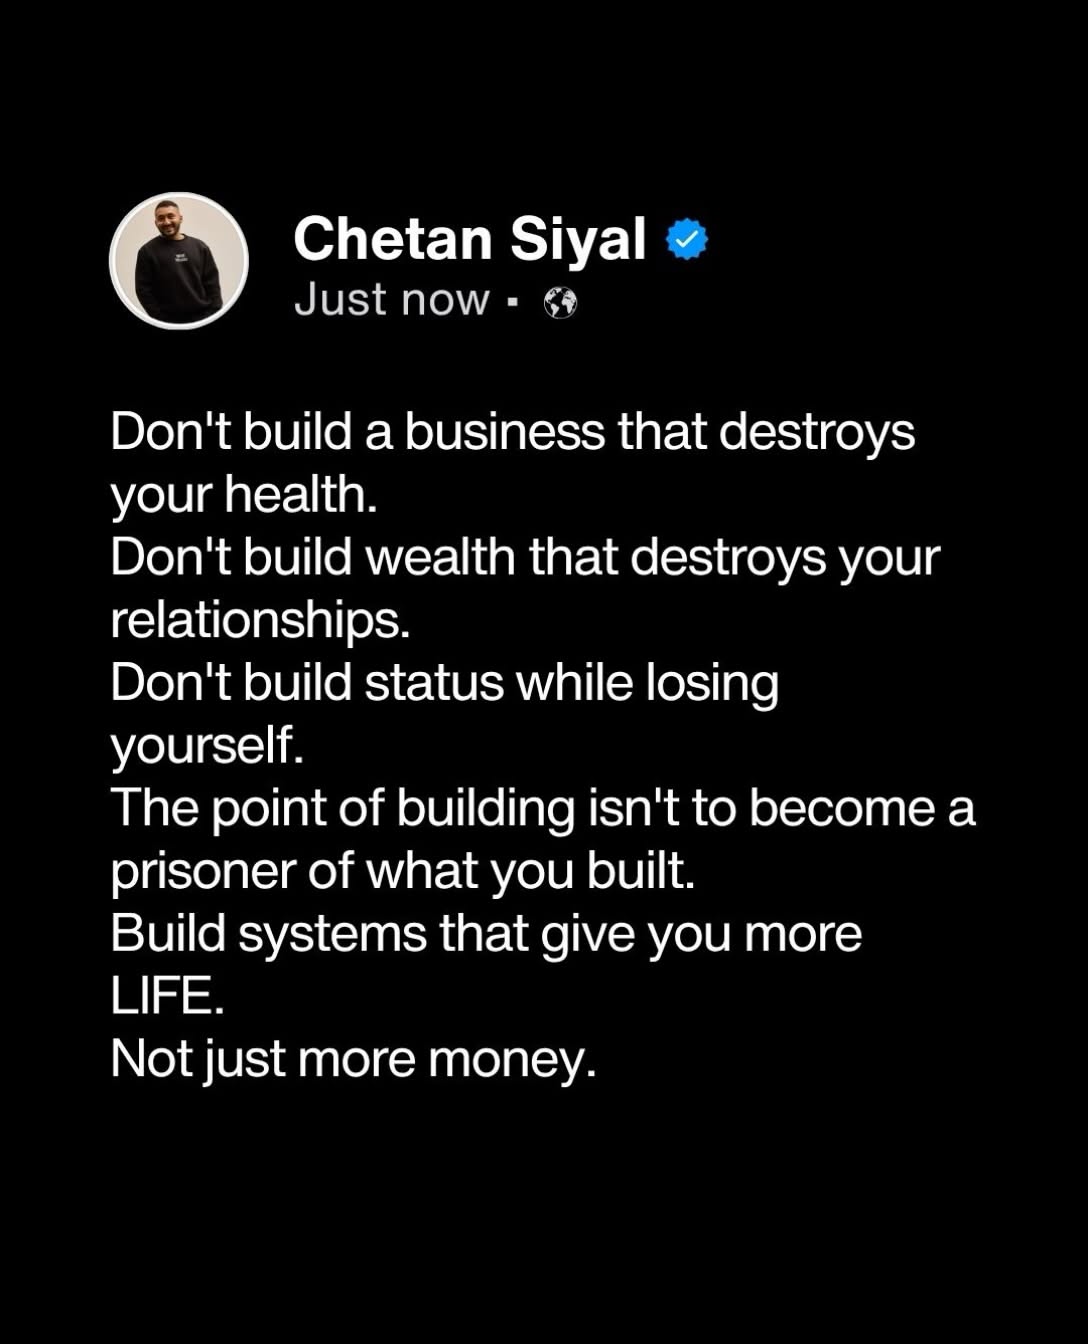 Chetan Siyal
Just now ·
Don't build a business that destroys
your health.
Don't build wealth that destroys your
relationships.
Don't build status while losing
yourself.
The point of building isn't to become a
prisoner of what you built.
Build systems that give you more
LIFE.
Not just more money.